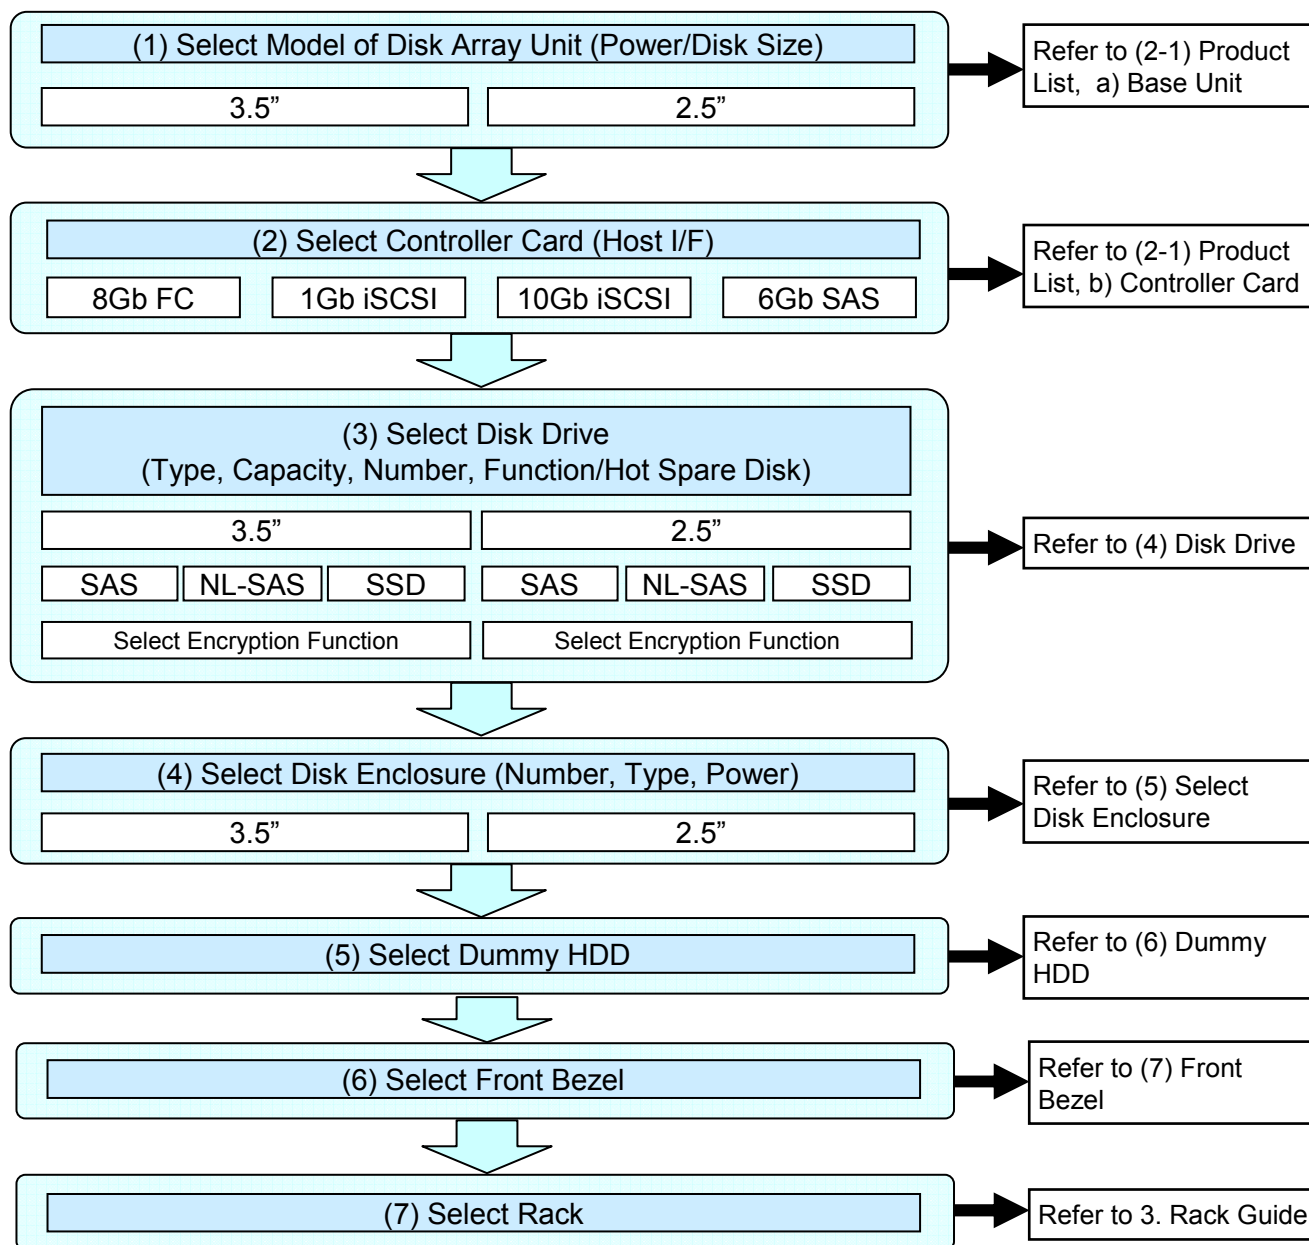 (1) Select Model of Disk Array Unit (Power/Disk Size)
3.5”
2.5”
Refer to (2-1) Product
List, a) Base Unit
(2) Select Controller Card (Host I/F)
8Gb FC
1Gb iSCSI
10Gb iSCSI
6Gb SAS
Refer to (2-1) Product
List, b) Controller Card
(3) Select Disk Drive
(Type, Capacity, Number, Function/Hot Spare Disk)
3.5”
2.5”
SAS
NL-SAS
SSD
SAS
NL-SAS
SSD
Select Encryption Function
Select Encryption Function
Refer to (4) Disk Drive
(4) Select Disk Enclosure (Number, Type, Power)
3.5”
2.5”
Refer to (5) Select
Disk Enclosure
(5) Select Dummy HDD
Refer to (6) Dummy
HDD
(6) Select Front Bezel
Refer to (7) Front
Bezel
(7) Select Rack
Refer to 3. Rack Guide